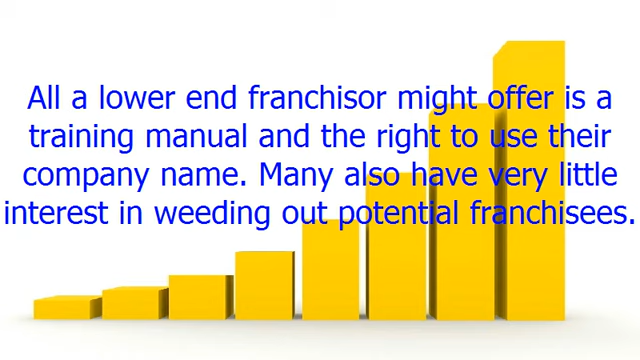 All a lower end franchisor might offer is a
training manual and the right to use their
company name. Many also have very little
interest in weeding out potential franchisees.